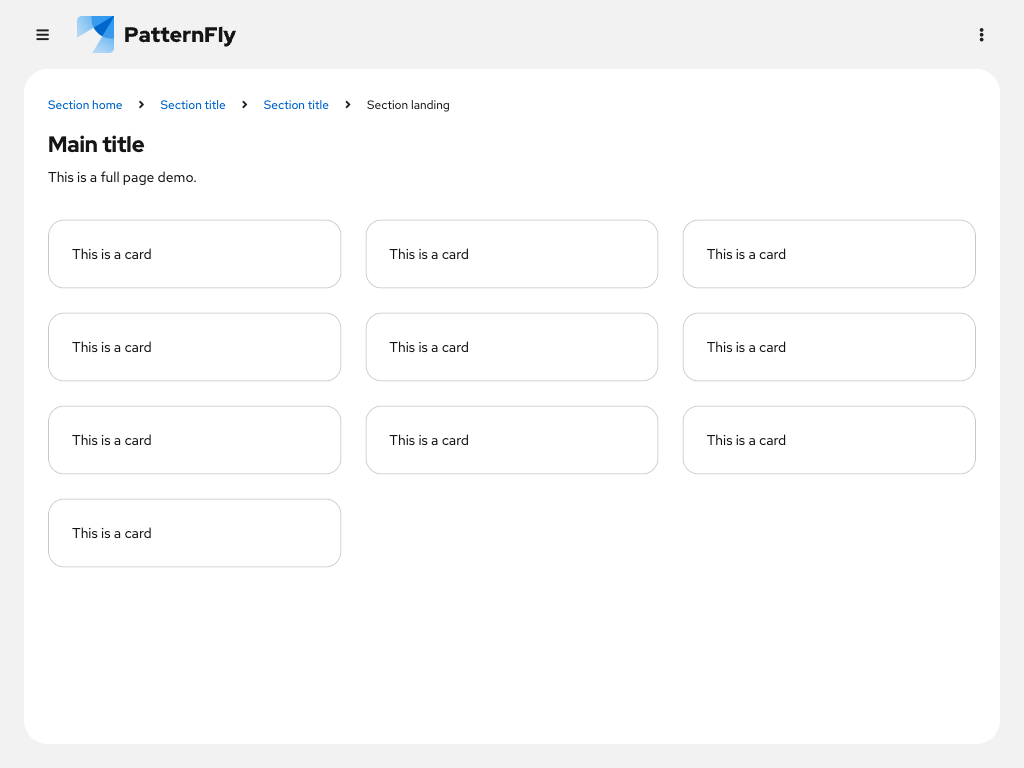 PatternFly
Section home Section title Section title Section landing
Main title
This is a full page demo.
This is a card This is a card This is a card
This is a card This is a card This is a card
This is a card This is a card This is a card
This is a card